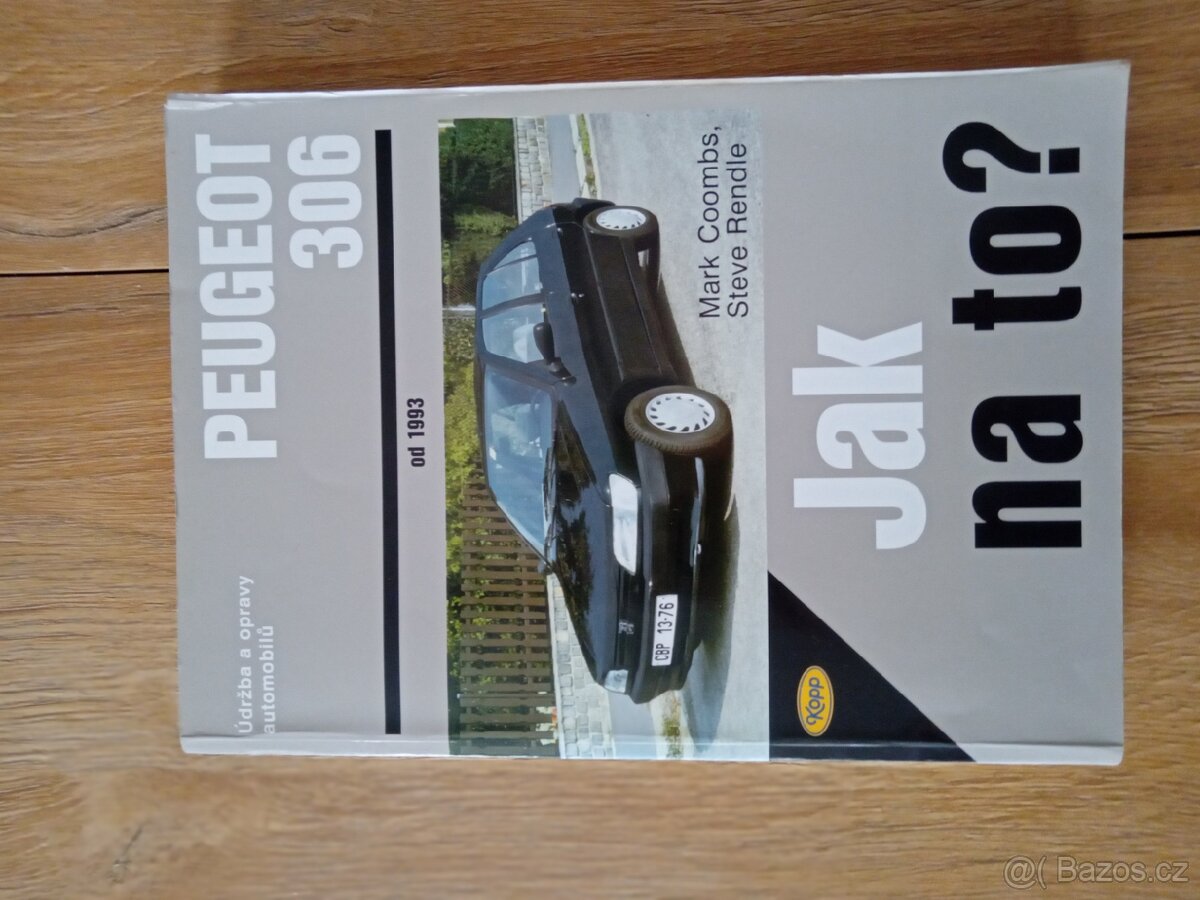 Údržba a opravy
automobilů
PEUGEOT
306
od 1993
CBP 13-76
Mark Coombs,
Steve Rendle
Jak
na to?
Kopp
@( Bazos.cz